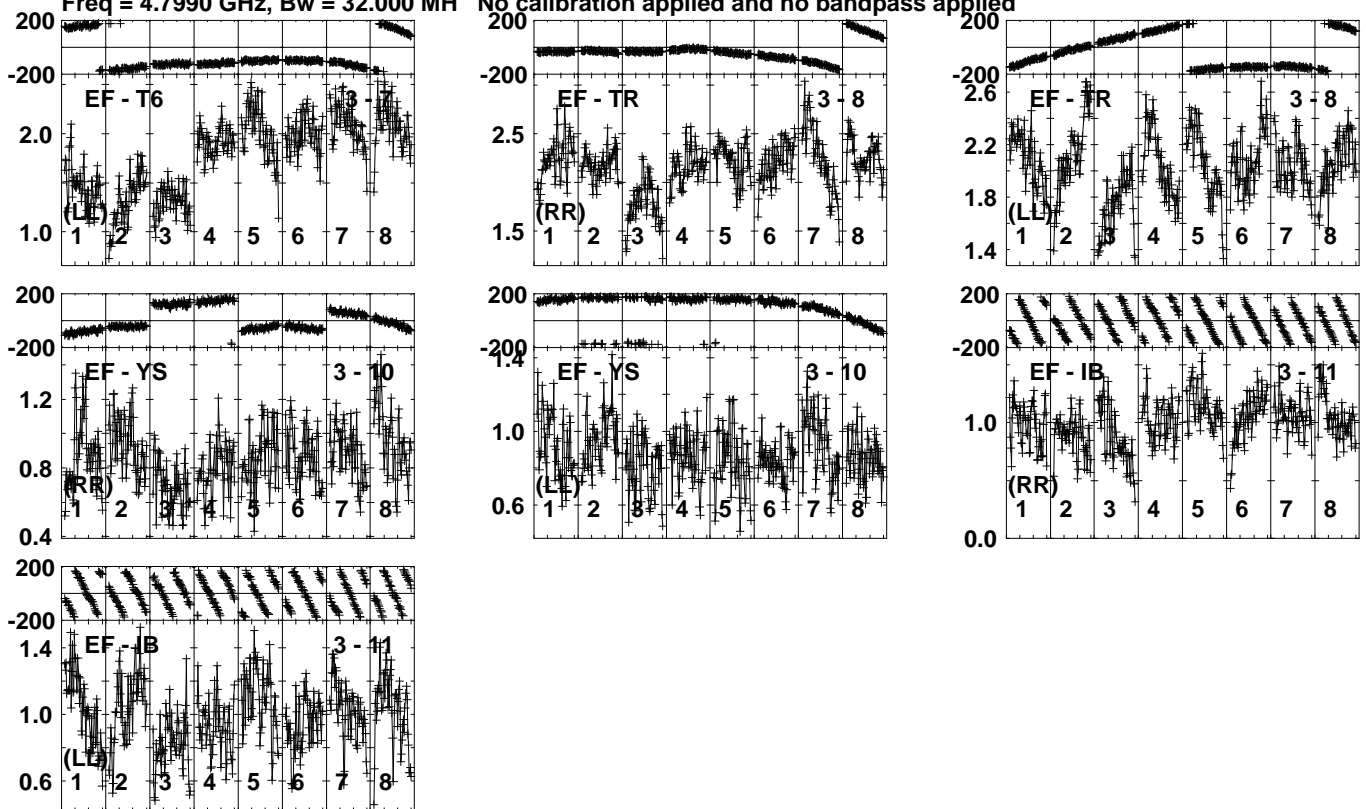 Freq = 4.7990 GHz, Bw = 32.000 MH No calibration applied and no bandpass applied
200
-200
EF - T6 3 - 7
2.0
1.0
(LL)
1 2 3 4 5 6 7 8
EF - TR 3 - 8
2.5
1.5
(RR)
1 2 3 4 5 6 7 8
200
-200
200
-200
2.6
EF - TR 3 - 8
2.2
1.8
1.4
(LL)
1 2 3 4 5 6 7 8
200
-200
EF - YS 3 - 10
1.2
0.8
0.4
(RR)
1 2 3 4 5 6 7 8
200
-200
1.4
EF - YS 3 - 10
1.0
0.6
(LL)
1 2 3 4 5 6 7 8
200
-200
EF - IB 3 - 11
1.0
0.0
(RR)
1 2 3 4 5 6 7 8
200
-200
1.4
EF - IB 3 - 11
1.0
0.6
(LL)
1 2 3 4 5 6 7 8